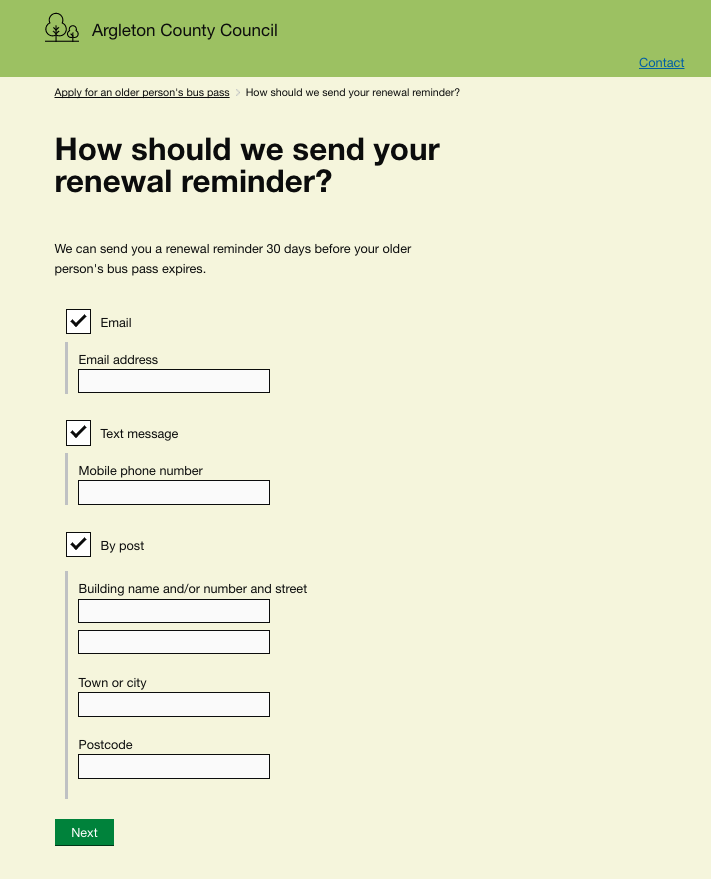 Argleton County Council
Contact
Apply for an older person's bus pass > How should we send your renewal reminder?
How should we send your
renewal reminder?
We can send you a renewal reminder 30 days before your older
person's bus pass expires.
Email
Email address
Text message
Mobile phone number
By post
Building name and/or number and street
Town or city
Postcode
Next